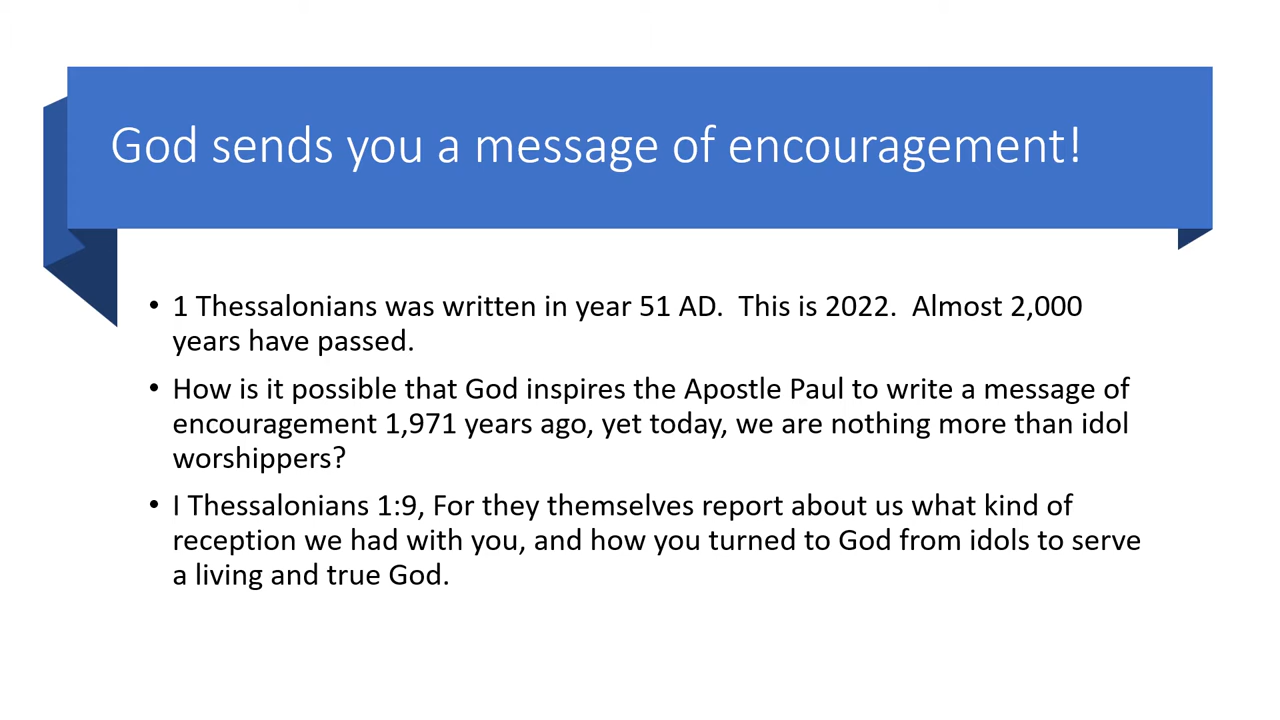 God sends you a message of encouragement!
• 1 Thessalonians was written in year 51 AD.  This is 2022.  Almost 2,000
years have passed.
• How is it possible that God inspires the Apostle Paul to write a message of
encouragement 1,971 years ago, yet today, we are nothing more than idol
worshippers?
• I Thessalonians 1:9, For they themselves report about us what kind of
reception we had with you, and how you turned to God from idols to serve
a living and true God.